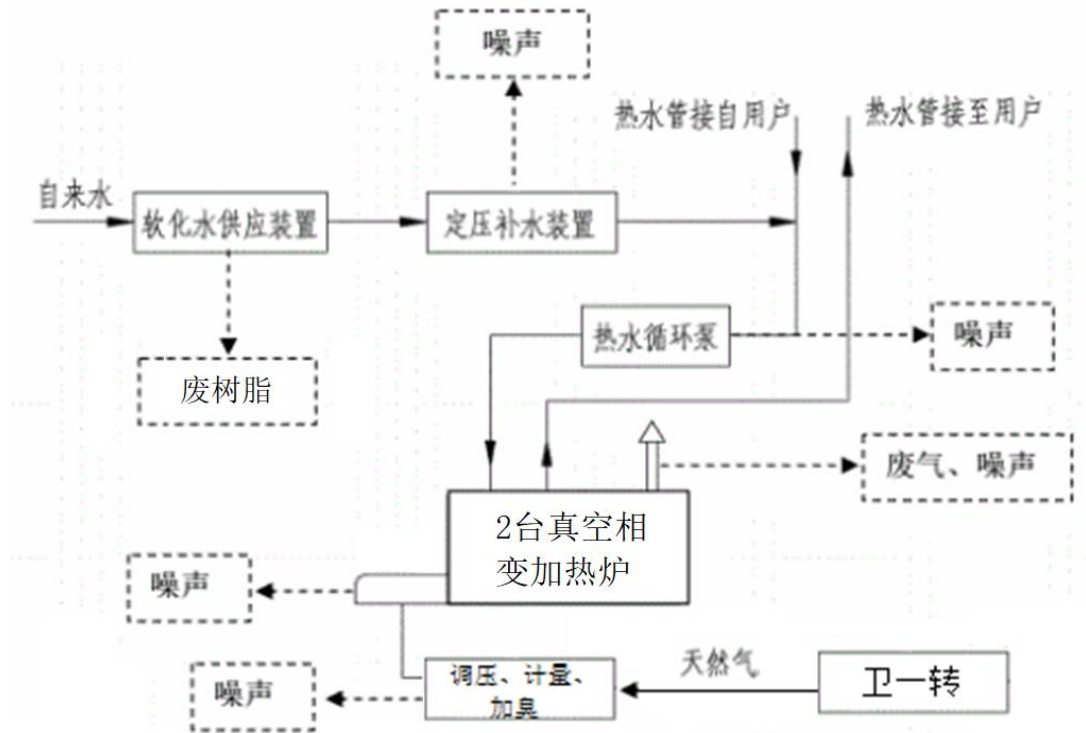 噪声
热水管接自用户
热水管接至用户
自来水
软化水供应装置
定压补水装置
热水循环泵
噪声
废树脂
废气、噪声
2台真空相
变加热炉
噪声
天然气
调压、计量、
加臭
卫一转
噪声